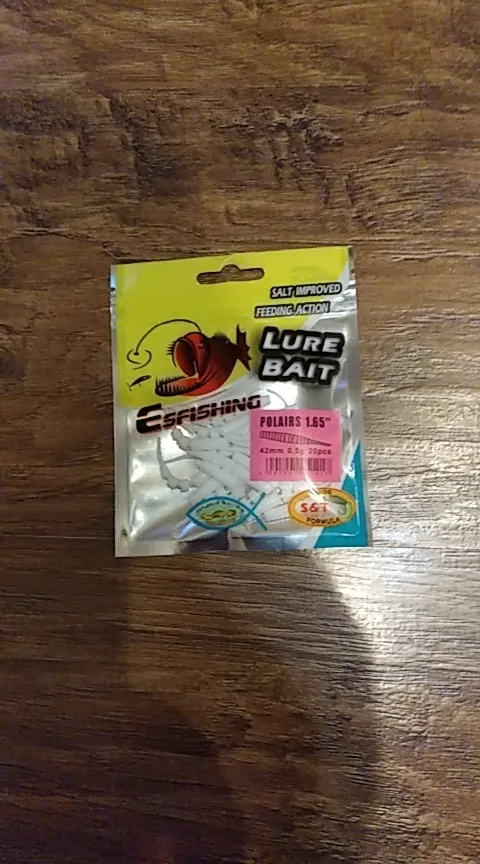 SALT IMPROVED
FEEDING ACTION
LURE
BAIT
ESFISHING
POLAIRS 1.65"
42mm 0.5g 20pcs
S&T
FORMULA